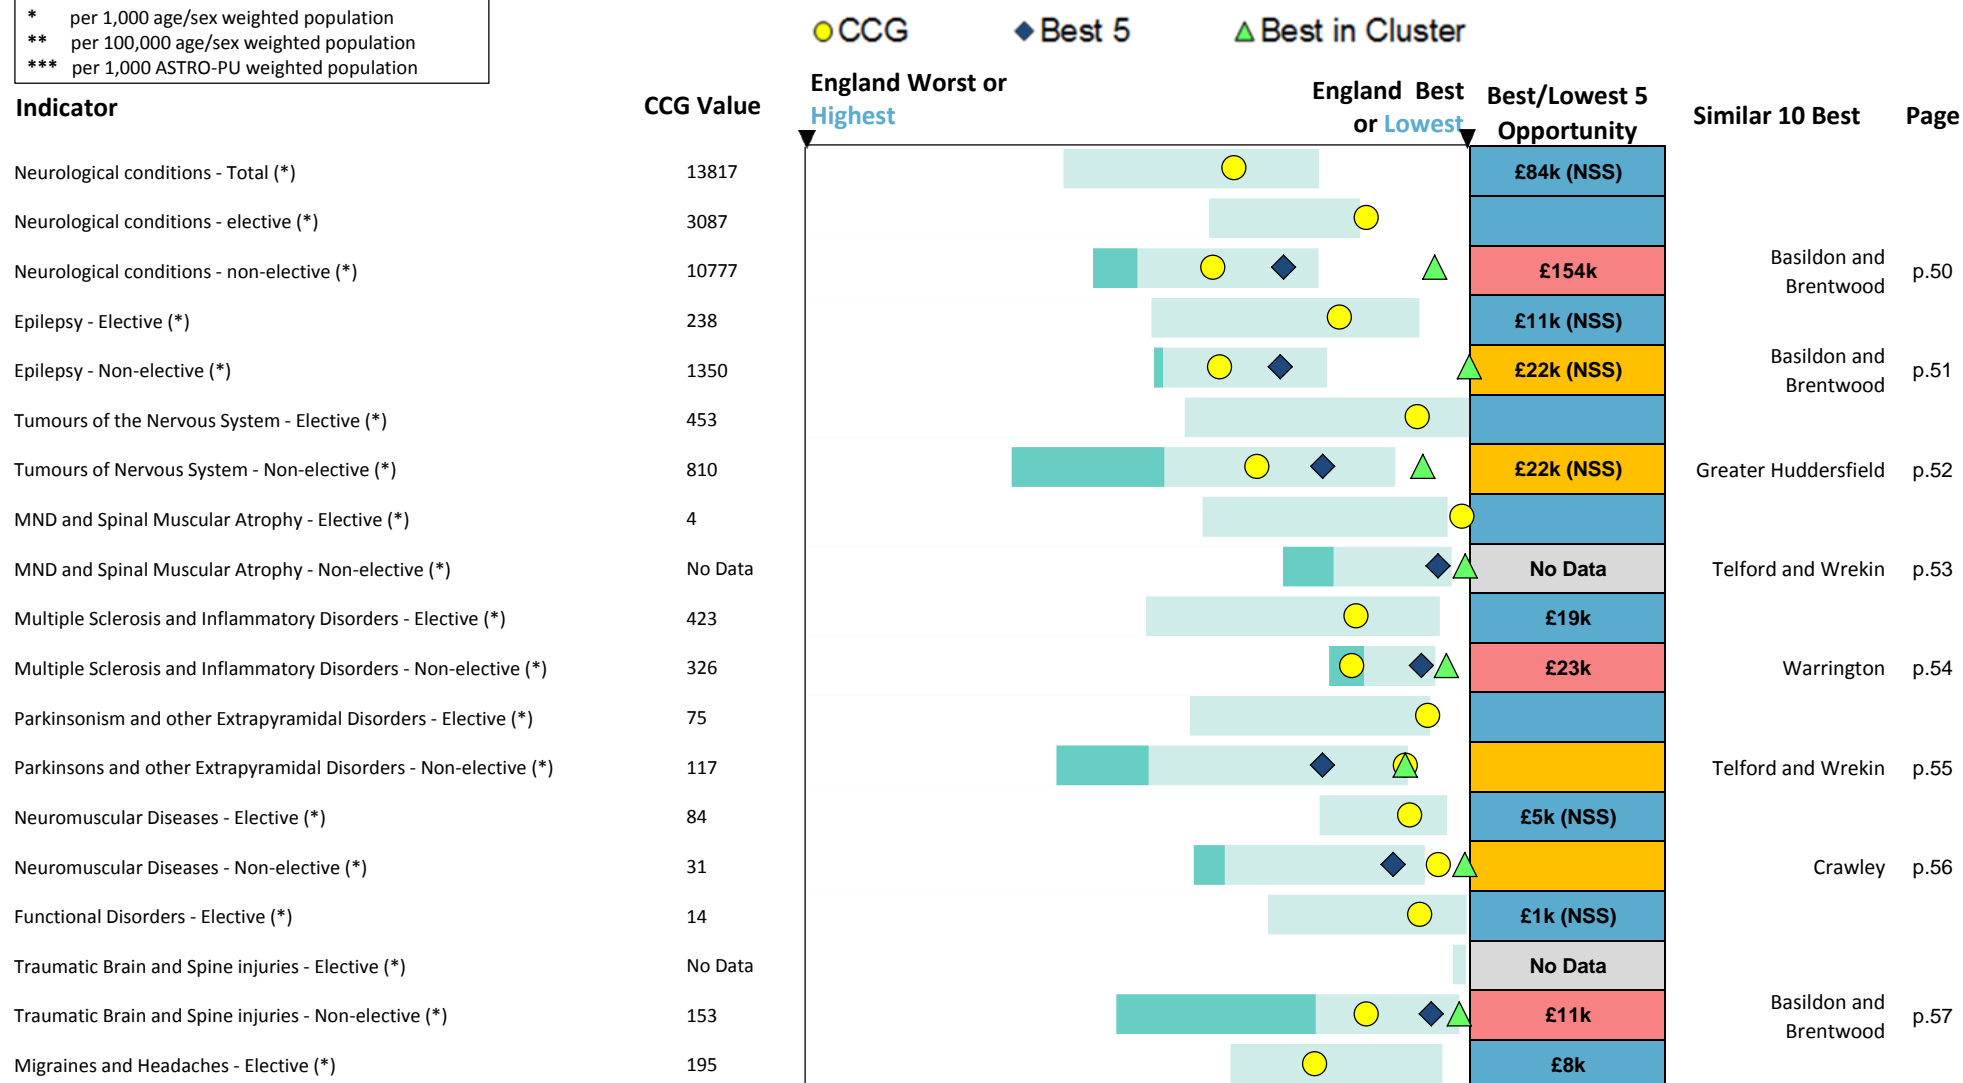 * per 1,000 age/sex weighted population
** per 100,000 age/sex weighted population
*** per 1,000 ASTRO-PU weighted population
CCG Best 5 Best in Cluster
Indicator CCG Value England Worst or Highest England Best or Lowest Best/Lowest 5 Opportunity Similar 10 Best Page
Neurological conditions - Total (*) 13817 £84k (NSS)
Neurological conditions - elective (*) 3087
Neurological conditions - non-elective (*) 10777 £154k Basildon and Brentwood p.50
Epilepsy - Elective (*) 238 £11k (NSS)
Epilepsy - Non-elective (*) 1350 £22k (NSS) Basildon and Brentwood p.51
Tumours of the Nervous System - Elective (*) 453
Tumours of Nervous System - Non-elective (*) 810 £22k (NSS) Greater Huddersfield p.52
MND and Spinal Muscular Atrophy - Elective (*) 4
MND and Spinal Muscular Atrophy - Non-elective (*) No Data No Data Telford and Wrekin p.53
Multiple Sclerosis and Inflammatory Disorders - Elective (*) 423 £19k
Multiple Sclerosis and Inflammatory Disorders - Non-elective (*) 326 £23k Warrington p.54
Parkinsonism and other Extrapyramidal Disorders - Elective (*) 75
Parkinsons and other Extrapyramidal Disorders - Non-elective (*) 117 Telford and Wrekin p.55
Neuromuscular Diseases - Elective (*) 84 £5k (NSS)
Neuromuscular Diseases - Non-elective (*) 31 Crawley p.56
Functional Disorders - Elective (*) 14 £1k (NSS)
Traumatic Brain and Spine injuries - Elective (*) No Data No Data
Traumatic Brain and Spine injuries - Non-elective (*) 153 £11k Basildon and Brentwood p.57
Migraines and Headaches - Elective (*) 195 £8k